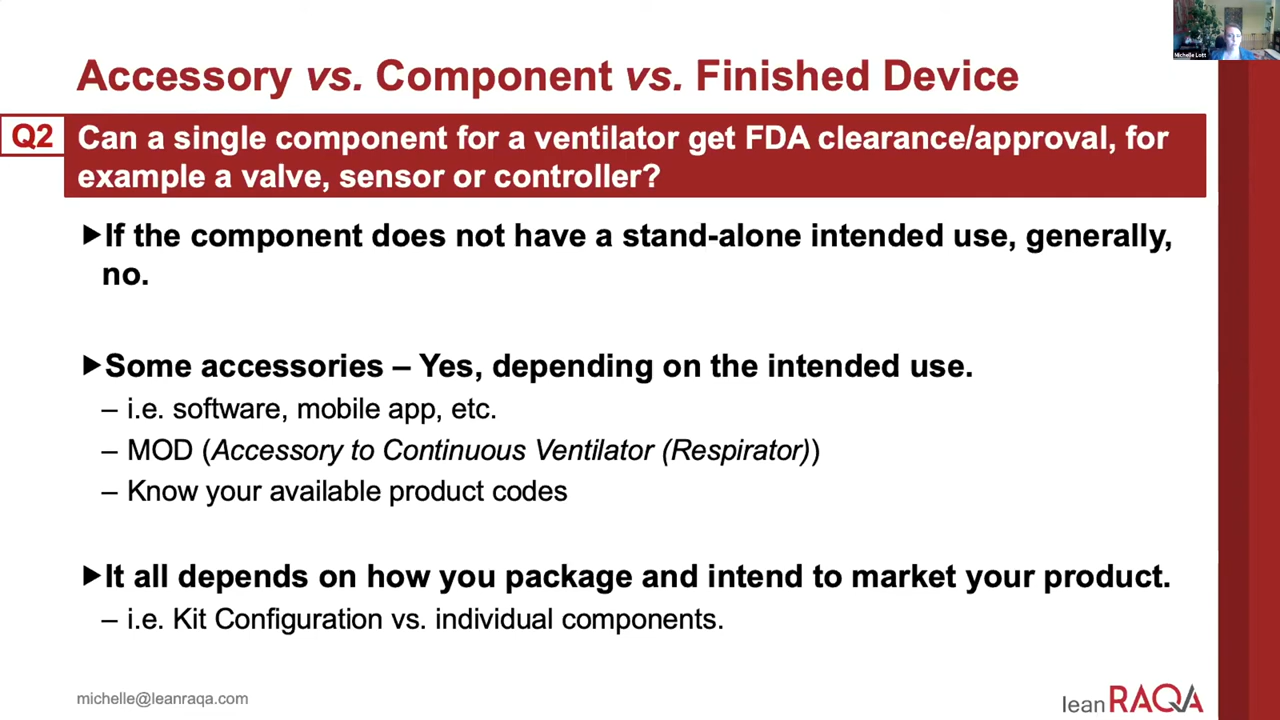 Michelle Lott
Accessory vs. Component vs. Finished Device
Q2
Can a single component for a ventilator get FDA clearance/approval, for
example a valve, sensor or controller?
►If the component does not have a stand-alone intended use, generally,
no.
►Some accessories – Yes, depending on the intended use.
– i.e. software, mobile app, etc.
– MOD (Accessory to Continuous Ventilator (Respirator))
– Know your available product codes
►It all depends on how you package and intend to market your product.
– i.e. Kit Configuration vs. individual components.
michelle@leanraqa.com
lean RAQA